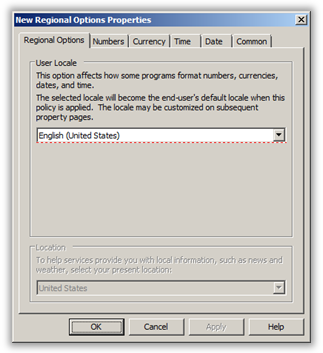 New Regional Options Properties
Regional Options
Numbers
Currency
Time
Date
Common
User Locale
This option affects how some programs format numbers, currencies,
dates, and time.
The selected locale will become the end-user's default locale when this
policy is applied.  The locale may be customized on subsequent
property pages.
English (United States)
Location
To help services provide you with local information, such as news and
weather, select your present location:
United States
OK
Cancel
Apply
Help